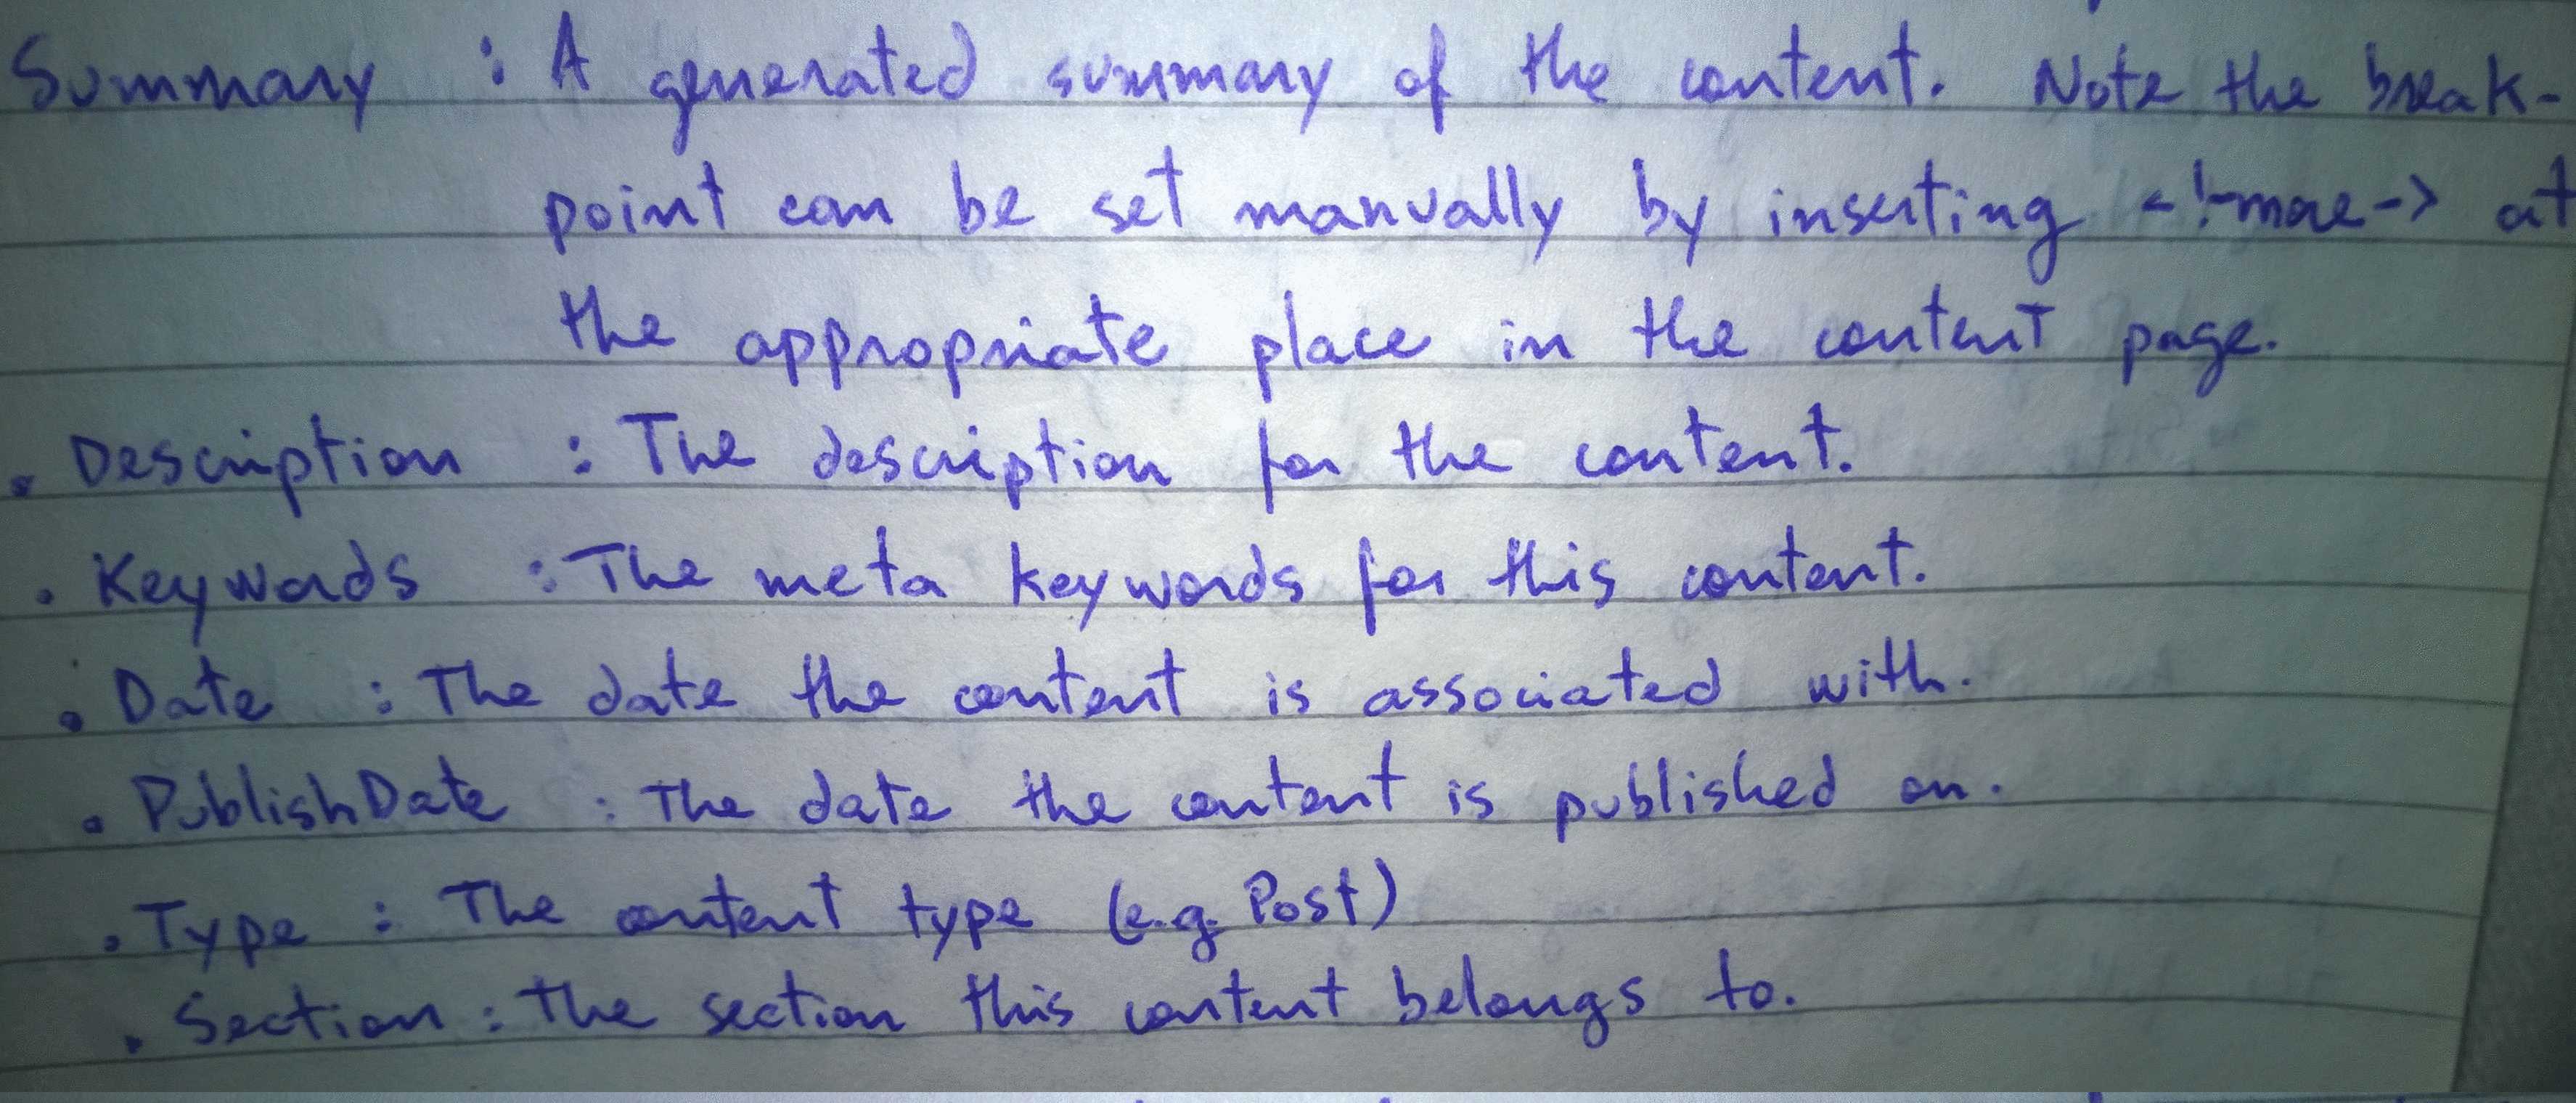 Summary : A generated summary of the content. Note the break-
point can be set manually by inserting <!-more-> at
the appropriate place in the content page.
. Description : The description for the content.
. Keywords : The meta keywords for this content.
. Date : The date the content is associated with.
. PublishDate : The date the content is published on.
. Type : The content type (e.g. Post)
. Section : the section this content belongs to.